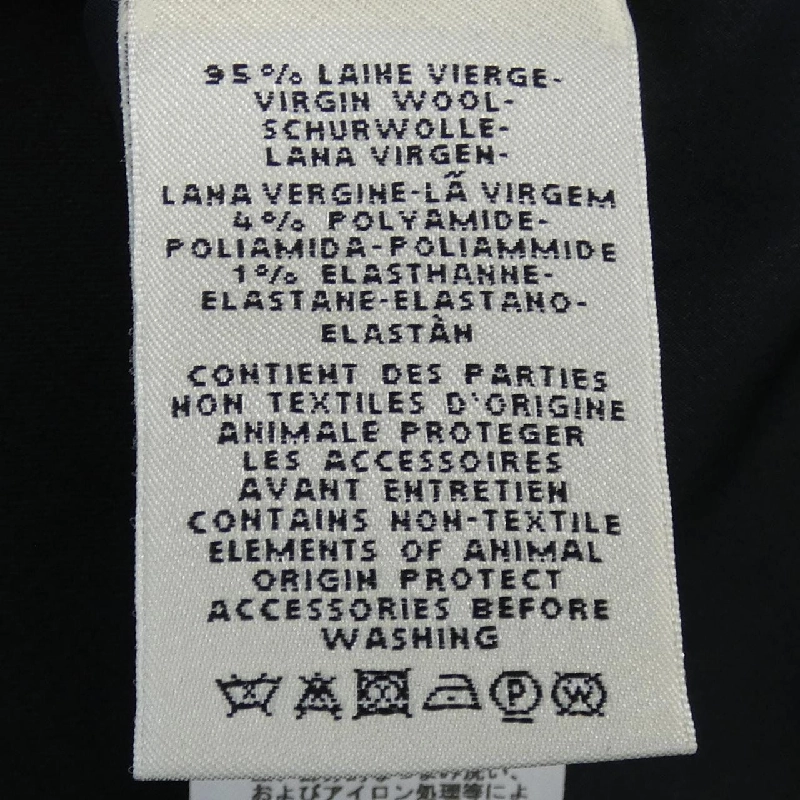 95% LAINE VIERGE-
VIRGIN WOOL-
SCHURWOLLE-
LANA VIRGEN-
LANA VERGINE-LÃ VIRGEM
4% POLYAMIDE-
POLIAMIDA-POLIAMMIDE
1% ELASTHANNE-
ELASTANE-ELASTANO-
ELASTÀN
CONTIENT DES PARTIES
NON TEXTILES D'ORIGINE
ANIMALE PROTEGER
LES ACCESSOIRES
AVANT ENTRETIEN
CONTAINS NON-TEXTILE
ELEMENTS OF ANIMAL
ORIGIN PROTECT
ACCESSORIES BEFORE
WASHING
P W
およびアイロン処理等によ